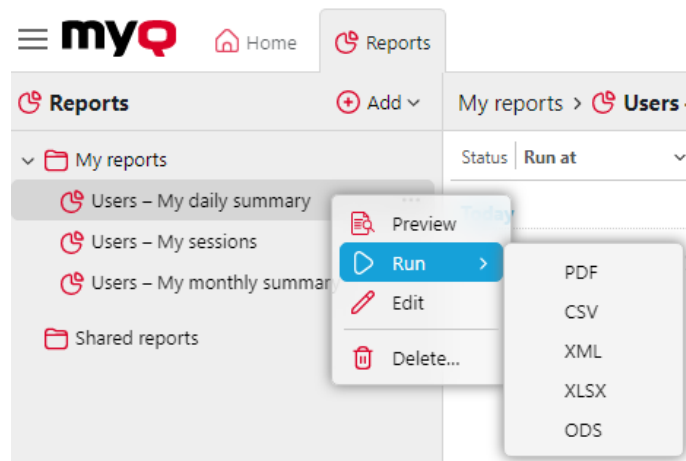 myQ Home Reports
Reports Add My reports > Users
My reports Status Run at
Users – My daily summary
Today
Preview
Users – My sessions
Run
PDF
Users – My monthly summary
Edit
CSV
Shared reports
XML
Delete...
XLSX
ODS